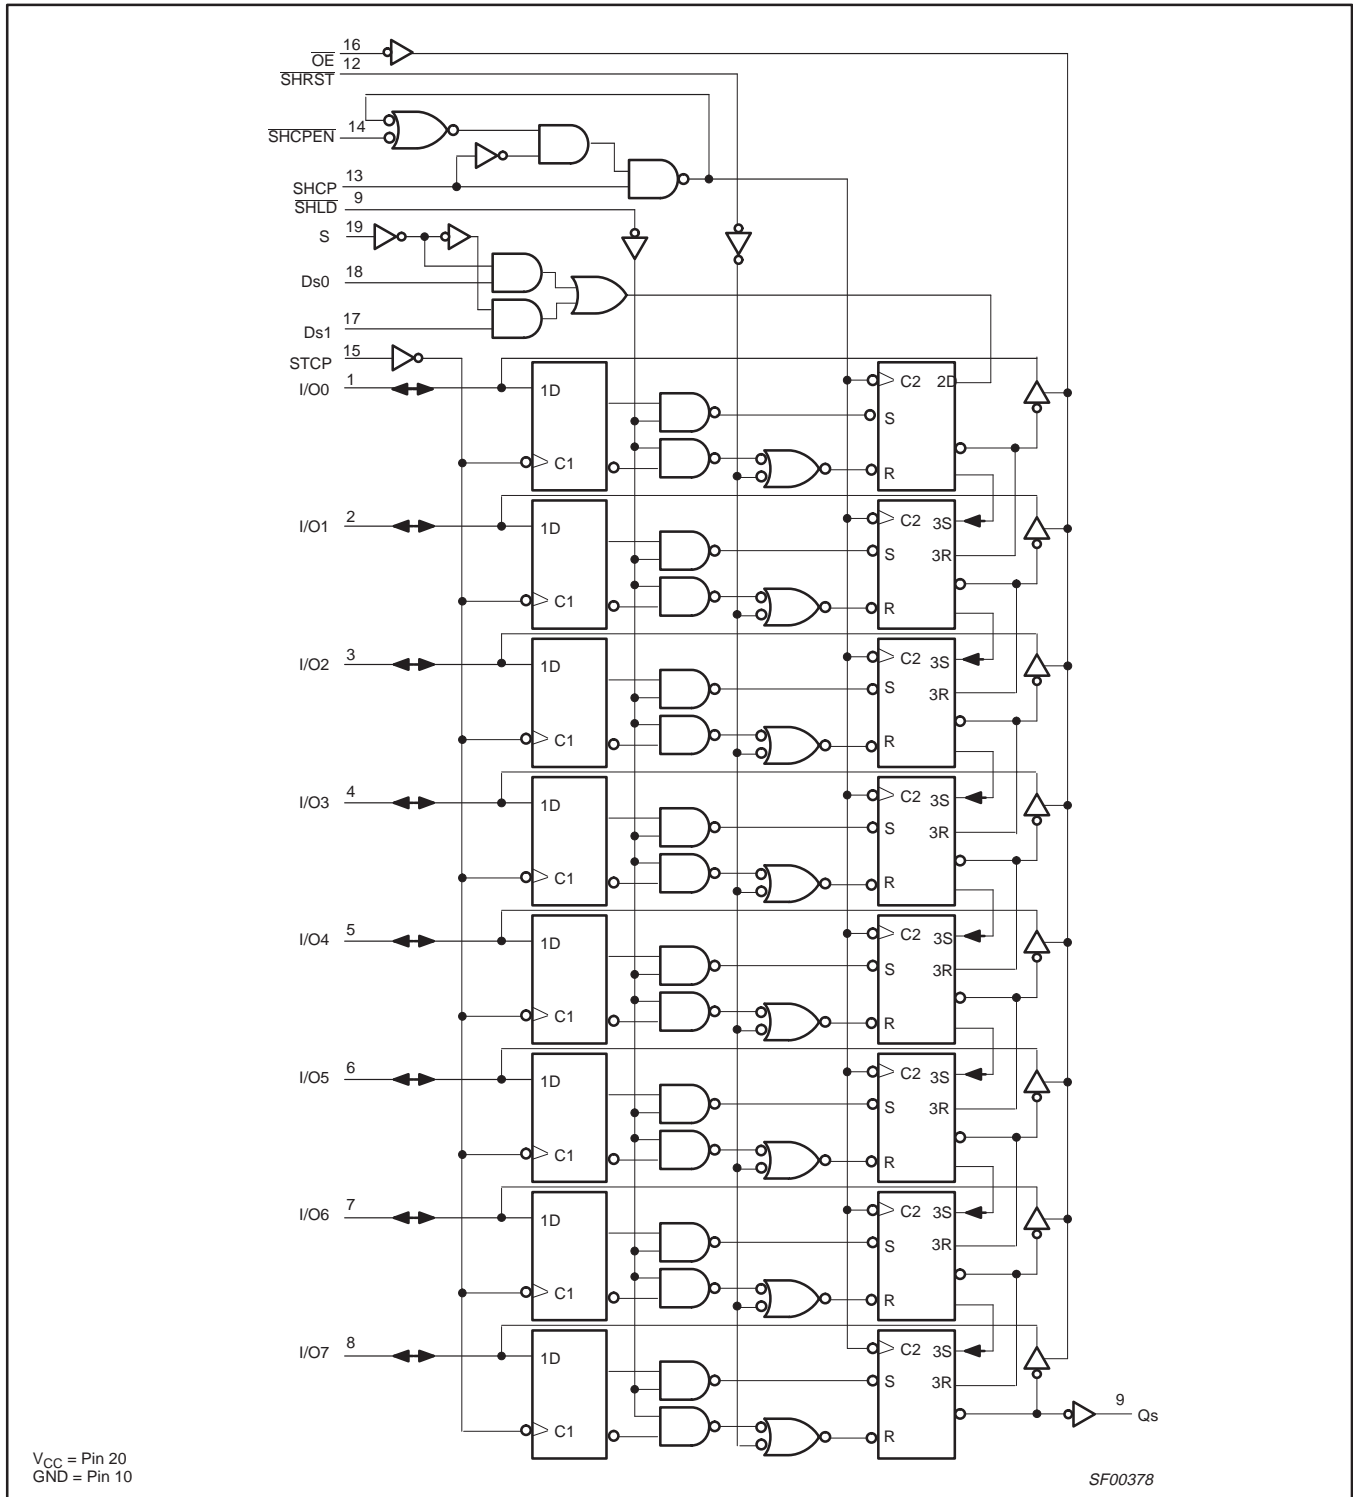 OE 16
SHRST 12
SHCPEN 14
SHCP 13
SHLD 9
S 19
Ds0 18
Ds1 17
STCP 15
I/O0 1
1D C2 2D
S
C1 R
I/O1 2
1D C2 3S
S 3R
C1 R
I/O2 3
1D C2 3S
S 3R
C1 R
I/O3 4
1D C2 3S
S 3R
C1 R
I/O4 5
1D C2 3S
S 3R
C1 R
I/O5 6
1D C2 3S
S 3R
C1 R
I/O6 7
1D C2 3S
S 3R
C1 R
I/O7 8
1D C2 3S
S 3R
9 Qs
C1 R
VCC = Pin 20
GND = Pin 10
SF00378